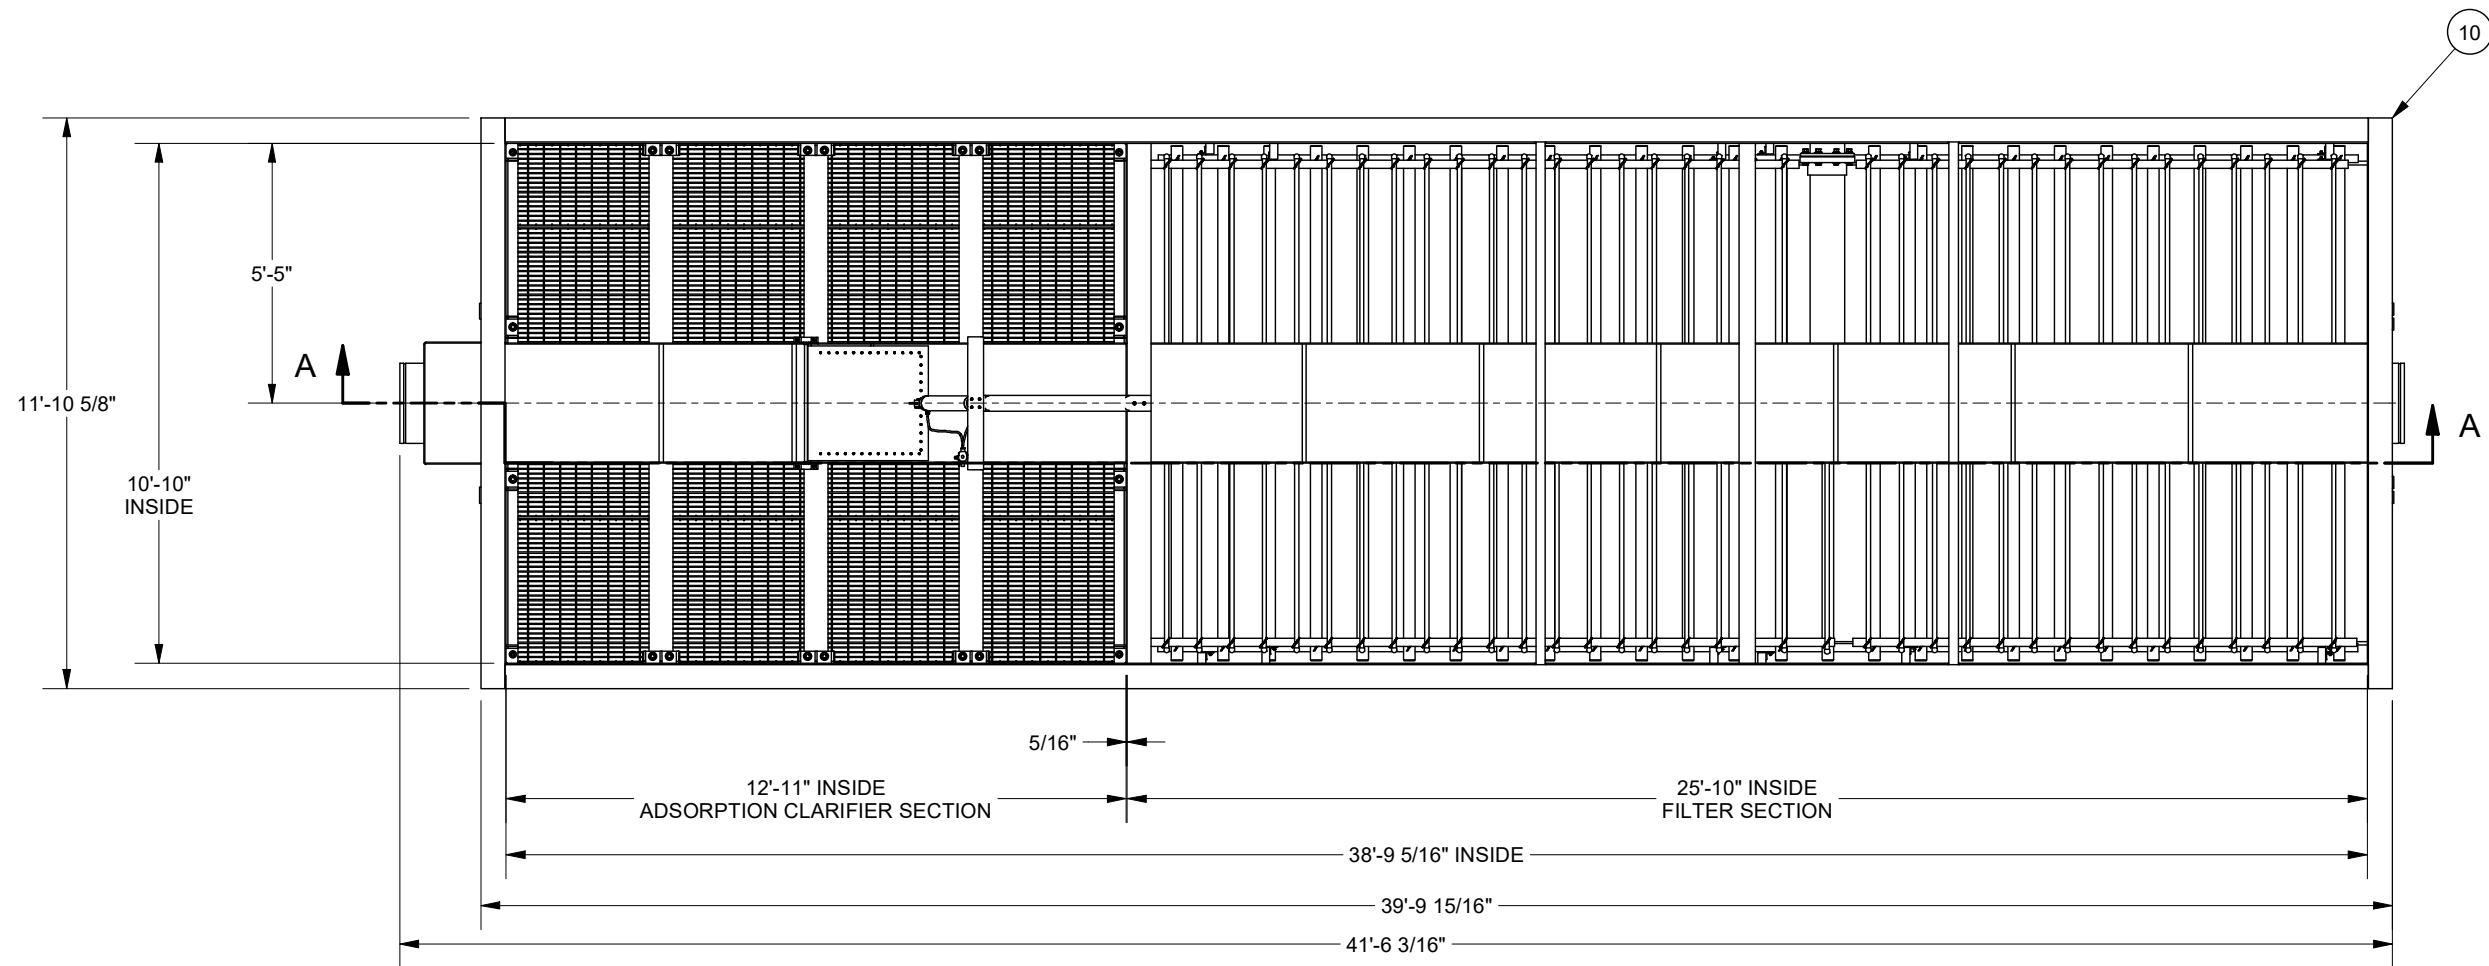 10
5'-5"
A
11'-10 5/8"
A
10'-10"
INSIDE
5/16"
12'-11" INSIDE
ADSORPTION CLARIFIER SECTION
25'-10" INSIDE
FILTER SECTION
38'-9 5/16" INSIDE
39'-9 15/16"
41'-6 3/16"